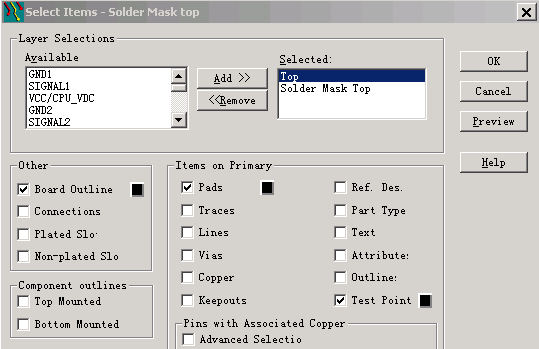 Select Items - Solder Mask top
Layer Selections
Available
GND1
SIGNAL1
VCC/CPU_VDC
GND2
SIGNAL2
Add >>
<<Remove
Selected:
Top
Solder Mask Top
OK
Cancel
Preview
Help
Other
Board Outline
Connections
Plated Slo
Non-plated Slo
Component outlines
Top Mounted
Bottom Mounted
Items on Primary
Pads
Traces
Lines
Vias
Copper
Keepouts
Ref. Des.
Part Type
Text
Attribute:
Outline:
Test Point
Pins with Associated Copper
Advanced Selectio